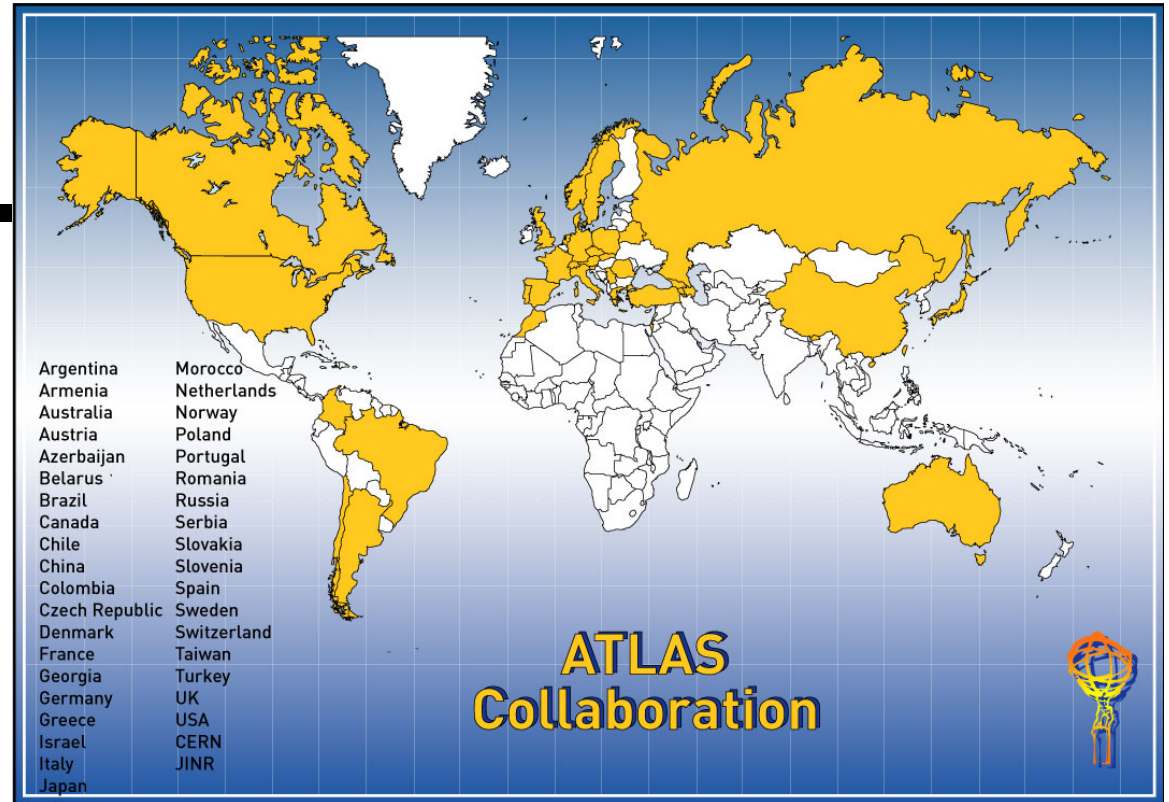 Argentina
Armenia
Australia
Austria
Azerbaijan
Belarus
Brazil
Canada
Chile
China
Colombia
Czech Republic
Denmark
France
Georgia
Germany
Greece
Israel
Italy
Japan
Morocco
Netherlands
Norway
Poland
Portugal
Romania
Russia
Serbia
Slovakia
Slovenia
Spain
Sweden
Switzerland
Taiwan
Turkey
UK
USA
CERN
JINR
ATLAS
Collaboration